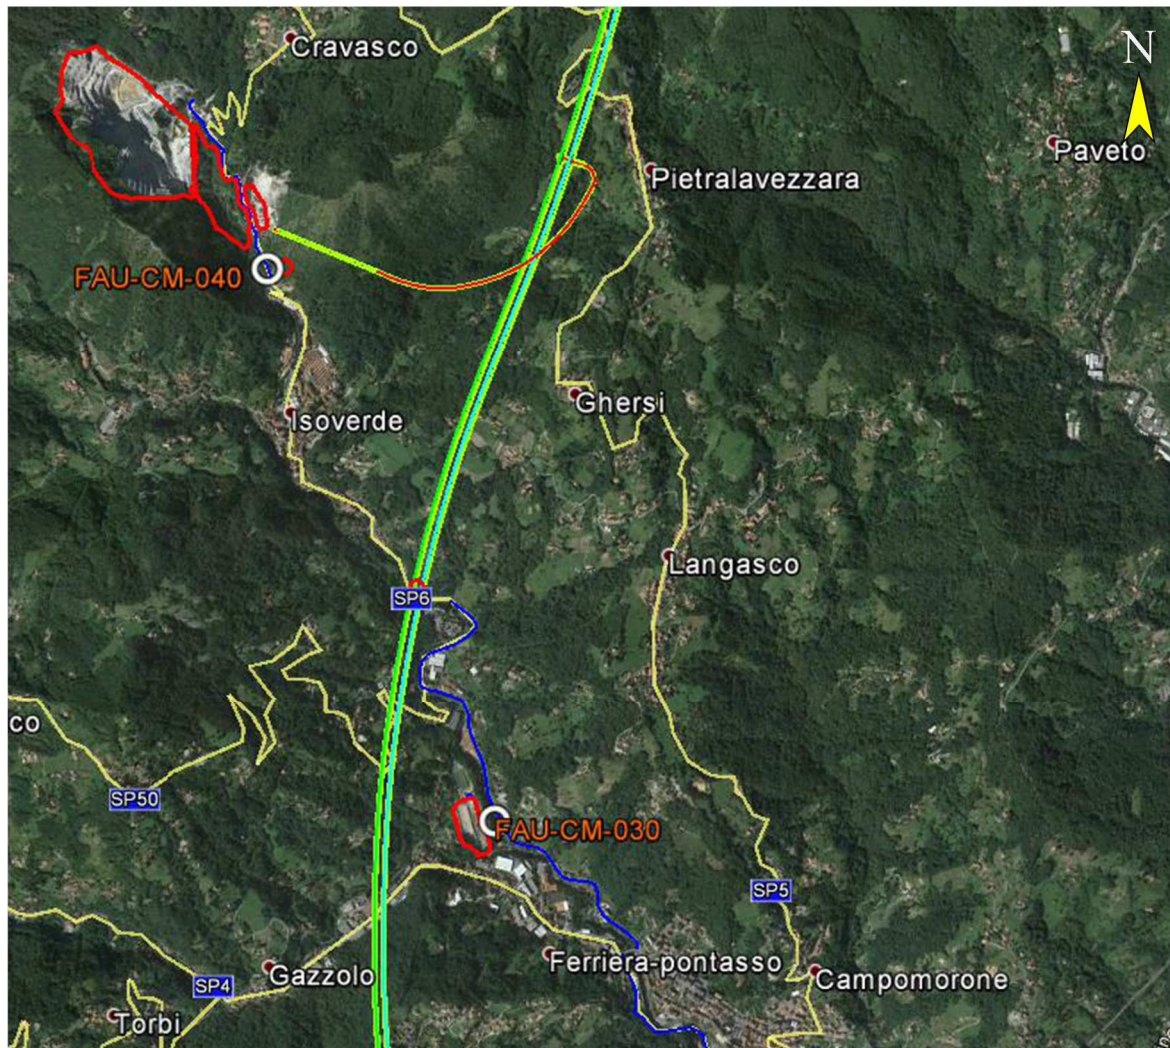 N
Cravasco
Paveto
Pietralavezzara
FAU-CM-040
Ghersi
Isoverde
Langasco
SP6
co
SP50
FAU-CM-030
SP5
Ferriera-pontasso
Gazzolo
Campomorone
SP4
Torbi